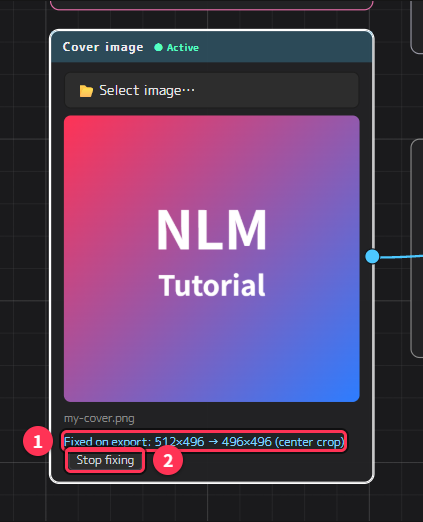 Cover image Active
Select image…
NLM
Tutorial
my-cover.png
1 Fixed on export: 512×496 → 496×496 (center crop)
Stop fixing 2